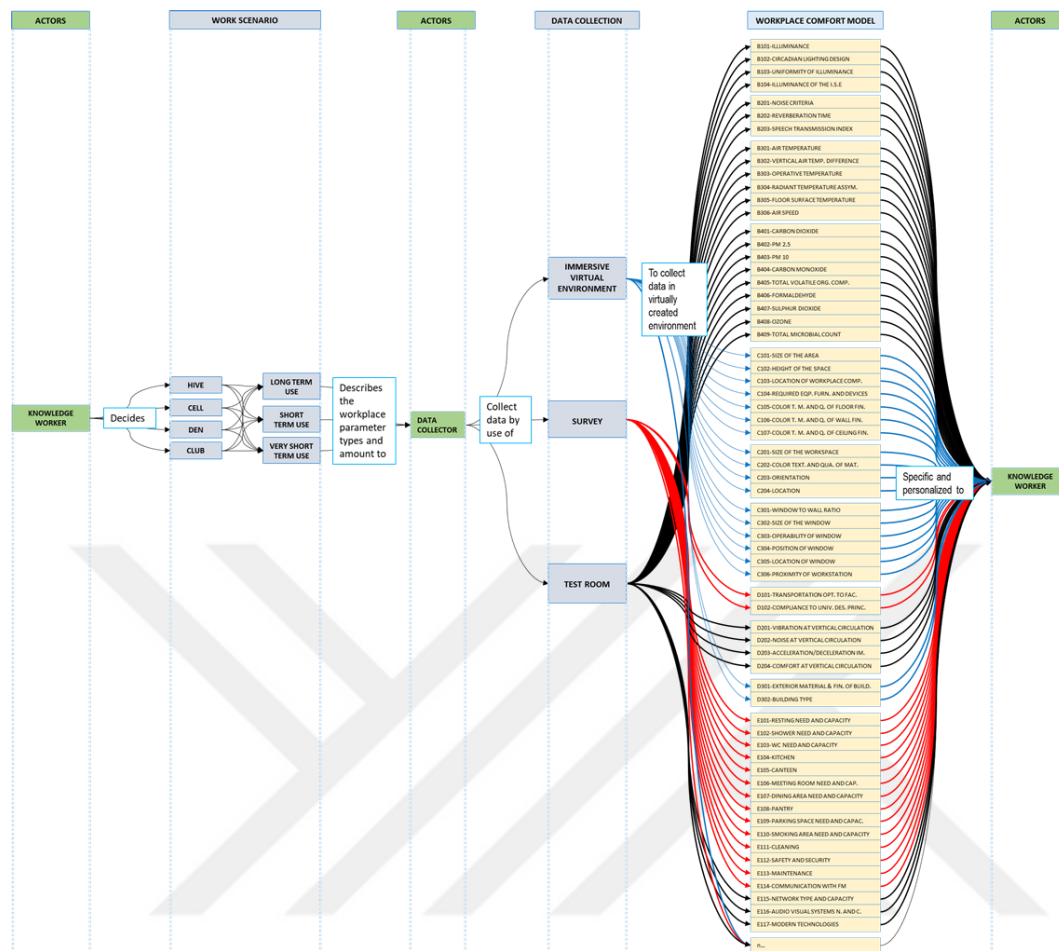 ACTORS
WORK SCENARIO
ACTORS
DATA COLLECTION
WORKPLACE COMFORT MODEL
ACTORS
KNOWLEDGE
WORKER
Decides
HIVE
CELL
DEN
CLUB
LONG TERM
USE
SHORT
TERM USE
VERY SHORT
TERM USE
Describes
the
workplace
parameter
types and
amount to
DATA
COLLECTOR
Collect
data by
use of
IMMERSIVE
VIRTUAL
ENVIRONMENT
SURVEY
TEST ROOM
To collect
data in
virtually
created
environment
B101-ILLUMINANCE
B102-CIRCADIAN LIGHTING DESIGN
B103-UNIFORMITY OF ILLUMINANCE
B104-ILLUMINANCE OF THE I.S.E
B201-NOISE CRITERIA
B202-REVERBERATION TIME
B203-SPEECH TRANSMISSION INDEX
B301-AIR TEMPERATURE
B302-VERTICAL AIR TEMP. DIFFERENCE
B303-OPERATIVE TEMPERATURE
B304-RADIANT TEMPERATURE ASSYM.
B305-FLOOR SURFACE TEMPERATURE
B306-AIR SPEED
B401-CARBON DIOXIDE
B402-PM 2.5
B403-PM 10
B404-CARBON MONOXIDE
B405-TOTAL VOLATILE ORG. COMP.
B406-FORMALDEHYDE
B407-SULPHUR DIOXIDE
B408-OZONE
B409-TOTAL MICROBIAL COUNT
C101-SIZE OF THE AREA
C102-HEIGHT OF THE SPACE
C103-LOCATION OF WORKPLACE COMP.
C104-REQUIRED EQP. FURN. AND DEVICES
C105-COLOR T. M. AND Q. OF FLOOR FIN.
C106-COLOR T. M. AND Q. OF WALL FIN.
C107-COLOR T. M. AND Q. OF CEILING FIN.
C201-SIZE OF THE WORKSPACE
C202-COLOR TEXT. AND QUA. OF MAT.
C203-ORIENTATION
C204-LOCATION
C301-WINDOW TO WALL RATIO
C302-SIZE OF THE WINDOW
C303-OPERABILITY OF WINDOW
C304-POSITION OF WINDOW
C305-LOCATION OF WINDOW
C306-PROXIMITY OF WORKSTATION
D101-TRANSPORTATION OPT. TO FAC.
D102-COMPLIANCE TO UNIV. DES. PRINC.
D201-VIBRATION AT VERTICAL CIRCULATION
D202-NOISE AT VERTICAL CIRCULATION
D203-ACCELERATION/DECELERATION IM.
D204-COMFORT AT VERTICAL CIRCULATION
D301-EXTERIOR MATERIAL & FIN. OF BUILD.
D302-BUILDING TYPE
E101-RESTING NEED AND CAPACITY
E102-SHOWER NEED AND CAPACITY
E103-WC NEED AND CAPACITY
E104-KITCHEN
E105-CANTEEN
E106-MEETING ROOM NEED AND CAP.
E107-DINING AREA NEED AND CAPACITY
E108-PANTRY
E109-PARKING SPACE NEED AND CAPAC.
E110-SMOKING AREA NEED AND CAPACITY
E111-CLEANING
E112-SAFETY AND SECURITY
E113-MAINTENANCE
E114-COMMUNICATION WITH FM
E115-NETWORK TYPE AND CAPACITY
E116-AUDIO VISUAL SYSTEMS N. AND C.
E117-MODERN TECHNOLOGIES
n...
Specific and
personalized to
KNOWLEDGE
WORKER